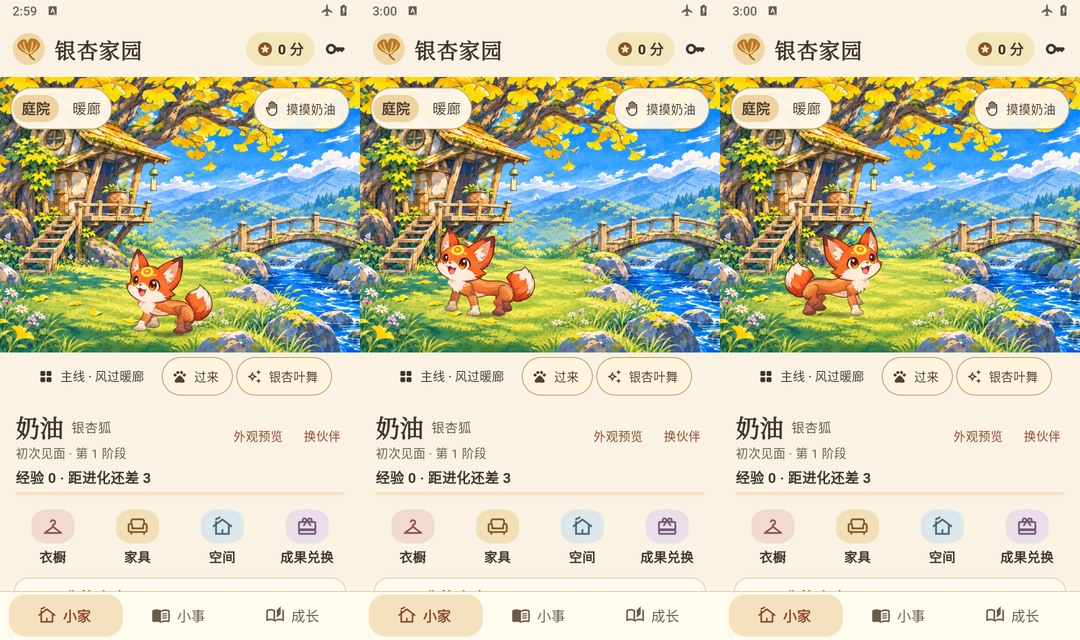 2:59
银杏家园
0 分
庭院 暖廊
摸摸奶油
主线 · 风过暖廊
过来
银杏叶舞
奶油 银杏狐
初次见面 · 第 1 阶段
外观预览 换伙伴
经验 0 · 距进化还差 3
衣橱 家具 空间 成果兑换
小家 小事 成长
3:00
银杏家园
0 分
庭院 暖廊
摸摸奶油
主线 · 风过暖廊
过来
银杏叶舞
奶油 银杏狐
初次见面 · 第 1 阶段
外观预览 换伙伴
经验 0 · 距进化还差 3
衣橱 家具 空间 成果兑换
小家 小事 成长
3:00
银杏家园
0 分
庭院 暖廊
摸摸奶油
主线 · 风过暖廊
过来
银杏叶舞
奶油 银杏狐
初次见面 · 第 1 阶段
外观预览 换伙伴
经验 0 · 距进化还差 3
衣橱 家具 空间 成果兑换
小家 小事 成长